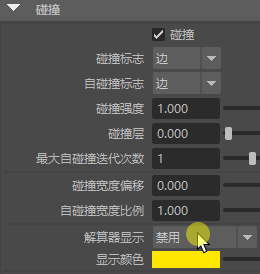 碰撞
碰撞
碰撞标志 边
自碰撞标志 边
碰撞强度 1.000
碰撞层 0.000
最大自碰撞迭代次数 1
碰撞宽度偏移 0.000
自碰撞宽度比例 1.000
解算器显示 禁用
显示颜色